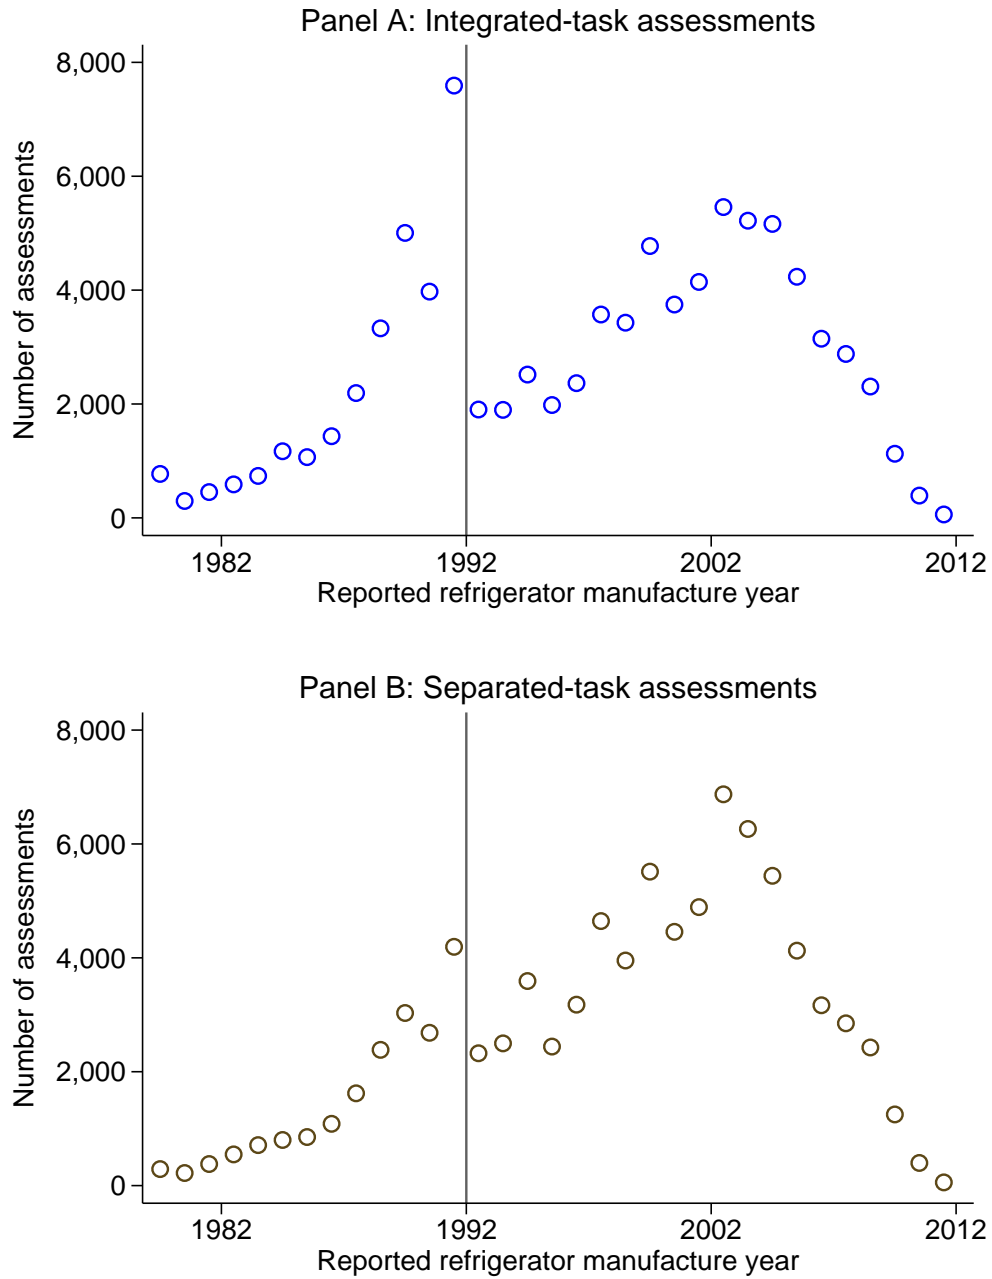 Panel A: Integrated-task assessments
8,000
6,000
4,000
2,000
0
Number of assessments
1982 1992 2002 2012
Reported refrigerator manufacture year
Panel B: Separated-task assessments
8,000
6,000
4,000
2,000
0
Number of assessments
1982 1992 2002 2012
Reported refrigerator manufacture year